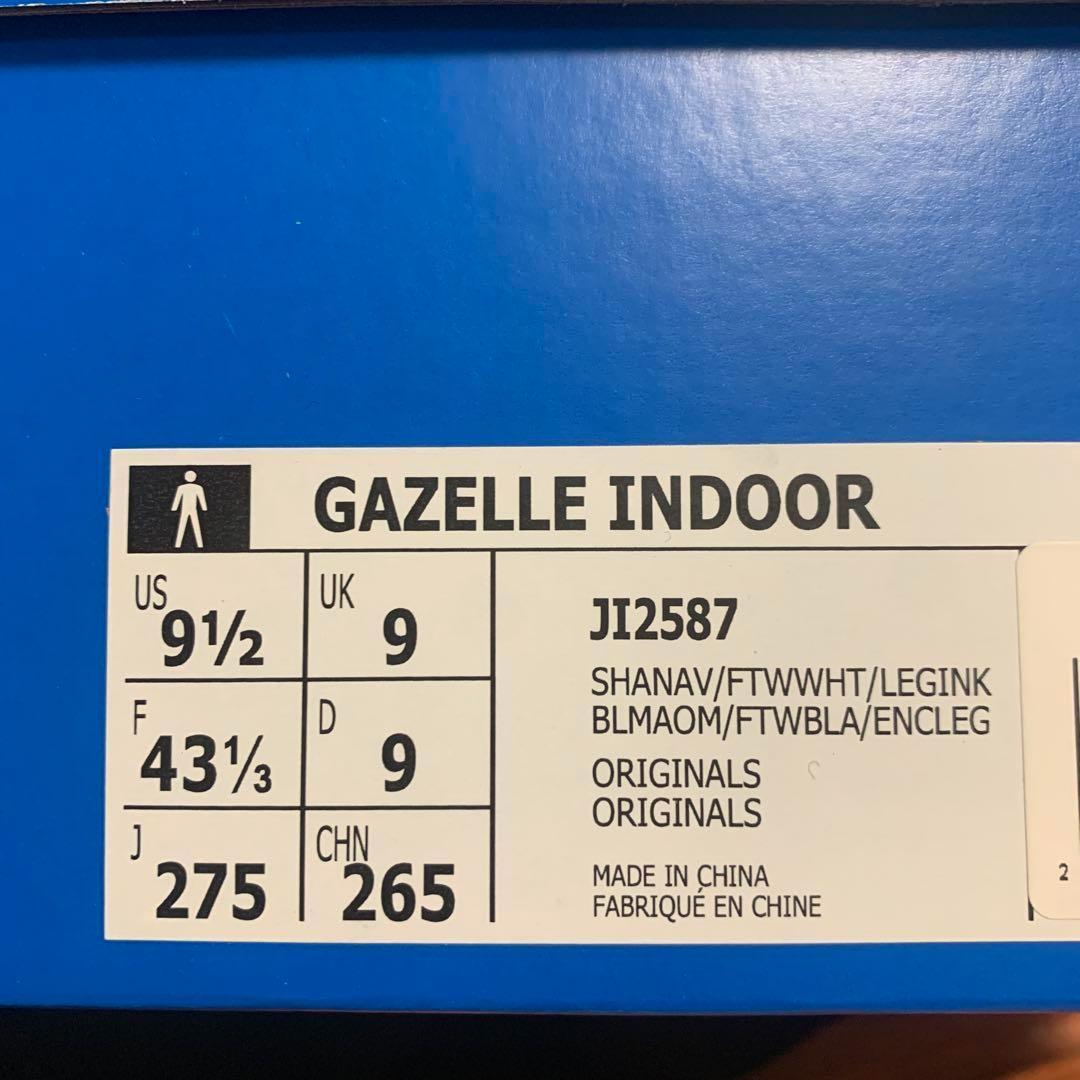 GAZELLE INDOOR
US 9½
UK 9
F 43⅓
D 9
J 275
CHN 265
JI2587
SHANAV/FTWWHT/LEGINK
BLMAOM/FTWBLA/ENCLEG
ORIGINALS
ORIGINALS
MADE IN CHINA
FABRIQUÉ EN CHINE
2